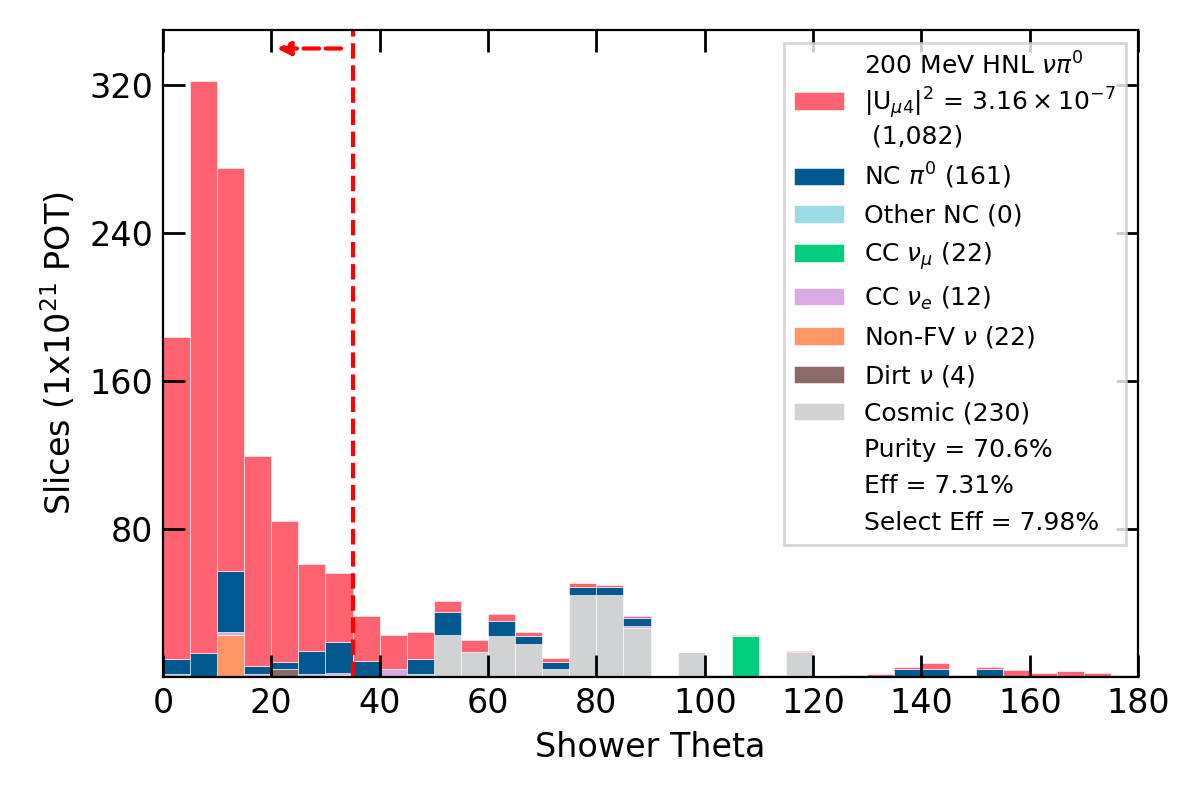 320
240
160
80
0 20 40 60 80 100 120 140 160 180
Slices (1x10²¹ POT)
Shower Theta
200 MeV HNL νπ⁰
|U_μ4|² = 3.16 × 10⁻⁷
(1,082)
NC π⁰ (161)
Other NC (0)
CC ν_μ (22)
CC ν_e (12)
Non-FV ν (22)
Dirt ν (4)
Cosmic (230)
Purity = 70.6%
Eff = 7.31%
Select Eff = 7.98%